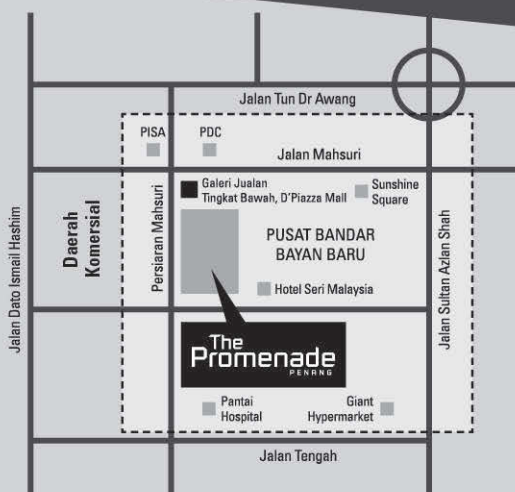 Jalan Tun Dr Awang
PISA
PDC
Jalan Mahsuri
Galeri Jualan
Tingkat Bawah, D'Piazza Mall
Sunshine
Square
Jalan Dato Ismail Hashim
Daerah
Komersial
Persiaran Mahsuri
PUSAT BANDAR
BAYAN BARU
Jalan Sultan Azlan Shah
Hotel Seri Malaysia
The
Promenade
PENANG
Pantai
Hospital
Giant
Hypermarket
Jalan Tengah